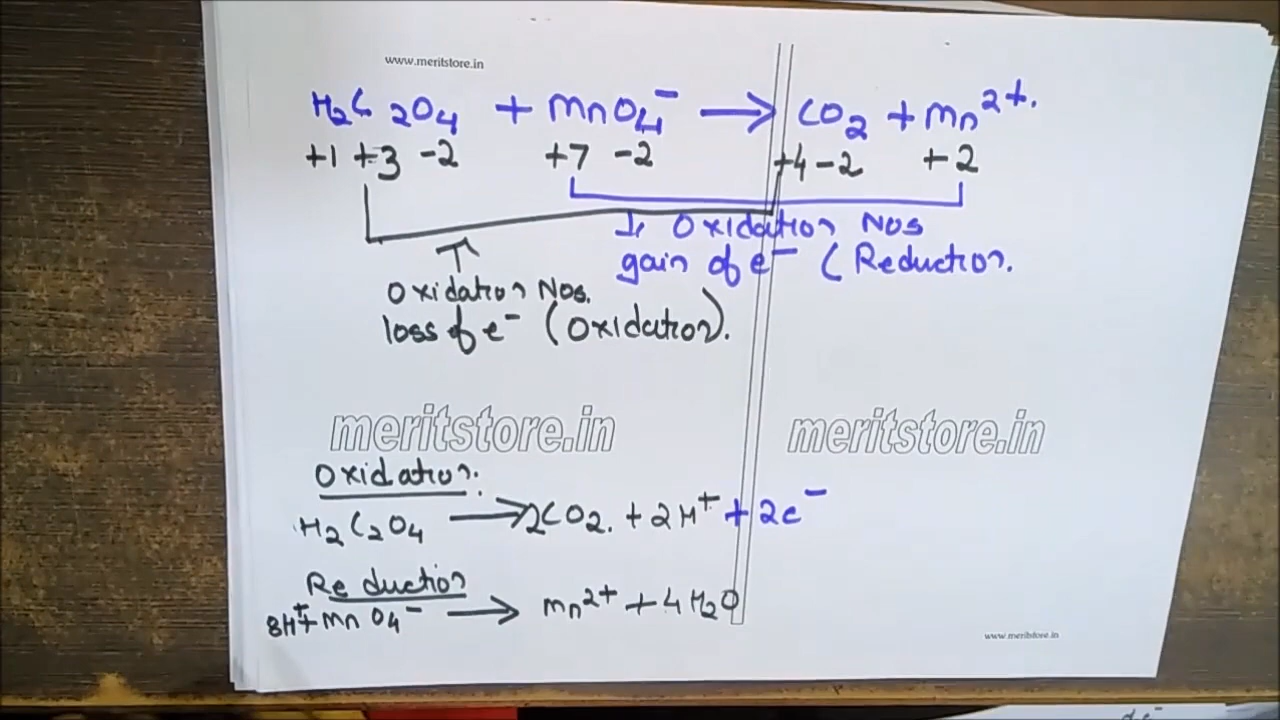 www.meritstore.in
H₂C₂O₄ + MnO₄⁻ → CO₂ + Mn²⁺.
+1 +3 -2 +7 -2 +4 -2 +2
Oxidation Nos
gain of e⁻ (Reduction.
Oxidation Nos.
loss of e⁻ (Oxidation).
meritstore.in meritstore.in
Oxidation.
H₂C₂O₄ → 2CO₂. + 2H⁺ + 2e⁻
Reduction
8H⁺+MnO₄⁻ → Mn²⁺ + 4H₂O
www.meritstore.in